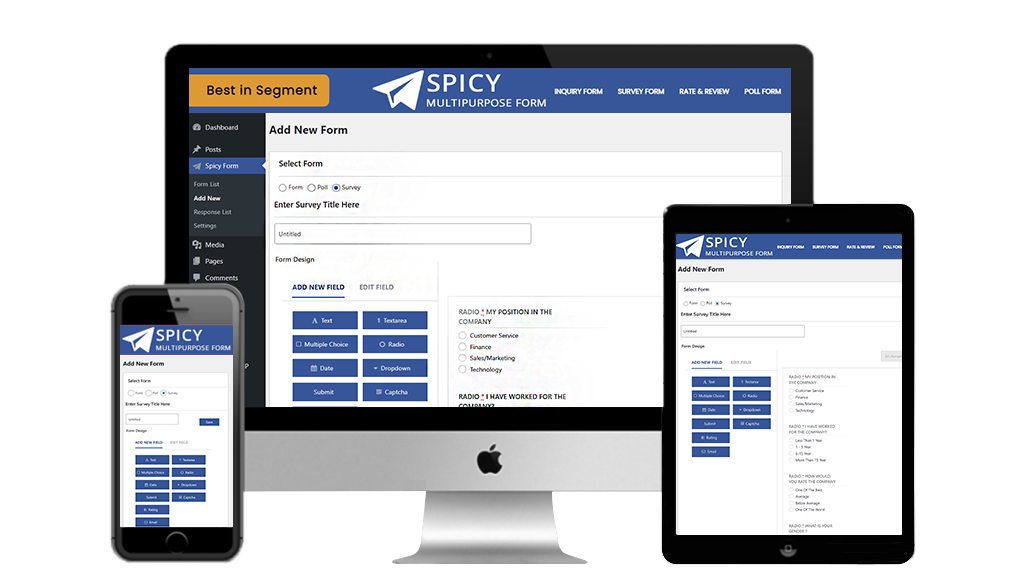 Best in Segment
SPICY
MULTIPURPOSE FORM
INQUIRY FORM
SURVEY FORM
RATE & REVIEW
POLL FORM
Dashboard
Posts
Spicy Form
Form List
Add New
Response List
Settings
Media
Pages
Comments
Add New Form
Select Form
Form Poll Survey
Enter Survey Title Here
Untitled
Form Design
ADD NEW FIELD EDIT FIELD
Text Textarea
Multiple Choice Radio
Date Dropdown
Submit Captcha
RADIO * MY POSITION IN THE
COMPANY
Customer Service
Finance
Sales/Marketing
Technology
RADIO * I HAVE WORKED FOR THE
COMPANY?
SPICY
MULTIPURPOSE FORM
Add New Form
Select Form
Form Poll Survey
Enter Survey Title Here
Untitled
Save
Form Design
ADD NEW FIELD EDIT FIELD
Text Textarea
Multiple Choice Radio
Date Dropdown
Submit Captcha
Rating
Email
SPICY
MULTIPURPOSE FORM
INQUIRY FORM SURVEY FORM RATE & REVIEW POLL FORM
Add New Form
Select Form
Form Poll Survey
Enter Survey Title Here
Untitled
Form Design
ADD NEW FIELD EDIT FIELD
Text Textarea
Multiple Choice Radio
Date Dropdown
Submit Captcha
Rating
Email
RADIO * MY POSITION IN
THE COMPANY
Customer Service
Finance
Sales/Marketing
Technology
RADIO * I HAVE WORKED
FOR THE COMPANY?
Less Than 1 Year
1 - 5 Year
6-15 Year
More Than 15 Year
RADIO * HOW WOULD
YOU RATE THE COMPANY
One Of The Best
Average
Below Average
One Of The Worst
RADIO * WHAT IS YOUR
GENDER ?